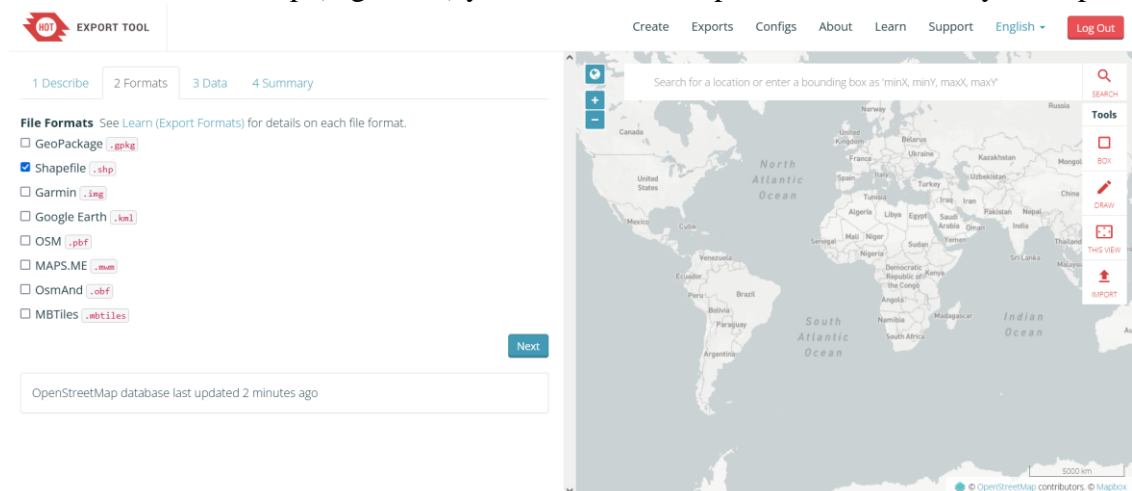 HOT EXPORT TOOL
Create Exports Configs About Learn Support English Log Out
1 Describe 2 Formats 3 Data 4 Summary
File Formats See Learn (Export Formats) for details on each file format.
GeoPackage .gpkg
Shapefile .shp
Garmin .img
Google Earth .kml
OSM .pbf
MAPS.ME .mwm
OsmAnd .obf
MBTiles .mbtiles
Next
OpenStreetMap database last updated 2 minutes ago
+
−
Search for a location or enter a bounding box as 'minX, minY, maxX, maxY'
SEARCH
Tools
BOX
DRAW
THIS VIEW
IMPORT
Norway
Russia
Canada
United Kingdom
Belarus
Ukraine
France
Kazakhstan
Mongol
North Atlantic Ocean
United States
Spain
Italy
Turkey
Uzbekistan
China
Tunisia
Iraq
Iran
Algeria
Libya
Egypt
Saudi Arabia
Pakistan
Nepal
Mexico
Cuba
Oman
India
Mali
Niger
Senegal
Sudan
Yemen
Thailand
Nigeria
Sri Lanka
Venezuela
Malaysi
Democratic Republic of the Congo
Kenya
Ecuador
Peru
Brazil
Angola
Bolivia
Namibia
Madagascar
Indian Ocean
Paraguay
South Atlantic Ocean
South Africa
Au
Argentina
5000 km
© OpenStreetMap contributors. © Mapbox